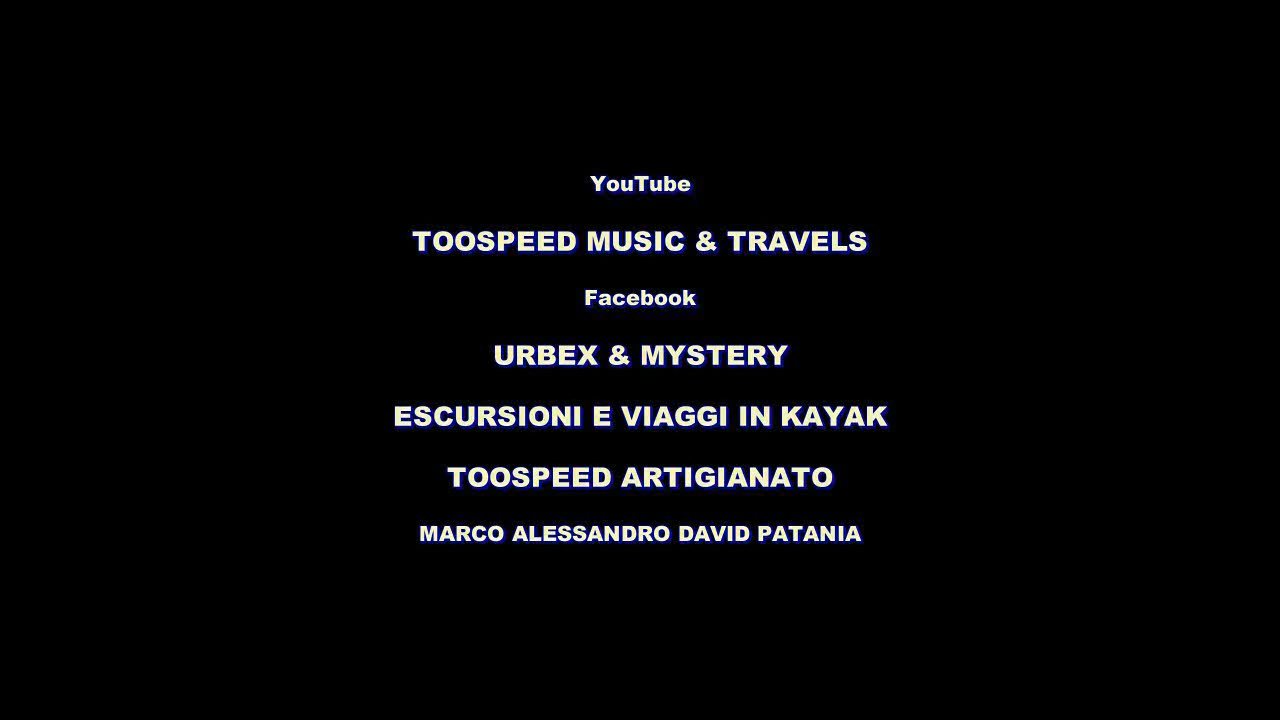 YouTube
TOOSPEED MUSIC & TRAVELS
Facebook
URBEX & MYSTERY
ESCURSIONI E VIAGGI IN KAYAK
TOOSPEED ARTIGIANATO
MARCO ALESSANDRO DAVID PATANIA